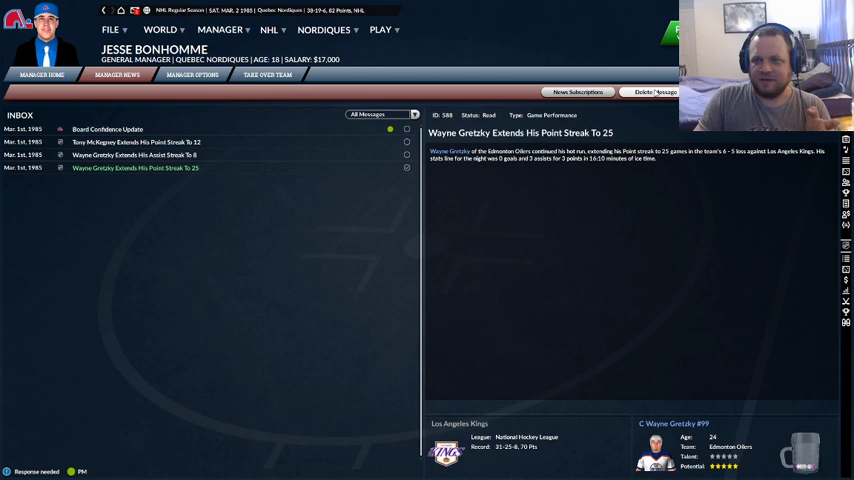 NHL Regular Season | SAT, MAR. 2 1985 | Quebec Nordiques | 38-19-6, 82 Points, NHL
FILE WORLD MANAGER NHL NORDIQUES PLAY
JESSE BONHOMME
GENERAL MANAGER | QUEBEC NORDIQUES | AGE: 18 | SALARY: $17,000
MANAGER HOME MANAGER NEWS MANAGER OPTIONS TAKE OVER TEAM
News Subscriptions Delete Message
INBOX All Messages
ID: 588 Status: Read Type: Game Performance
Mar. 1st, 1985 Board Confidence Update
Mar. 1st, 1985 Tony McKegney Extends His Point Streak To 12
Mar. 1st, 1985 Wayne Gretzky Extends His Assist Streak To 8
Mar. 1st, 1985 Wayne Gretzky Extends His Point Streak To 25
Wayne Gretzky Extends His Point Streak To 25
Wayne Gretzky of the Edmonton Oilers continued his hot run, extending his Point streak to 25 games in the team's 6 - 5 loss against Los Angeles Kings. His
stats line for the night was 0 goals and 3 assists for 3 points in 16:10 minutes of ice time.
Los Angeles Kings
KINGS
League: National Hockey League
Record: 31-25-8, 70 Pts
C Wayne Gretzky #99
Age: 24
Team: Edmonton Oilers
Talent:
Potential:
Response needed PM